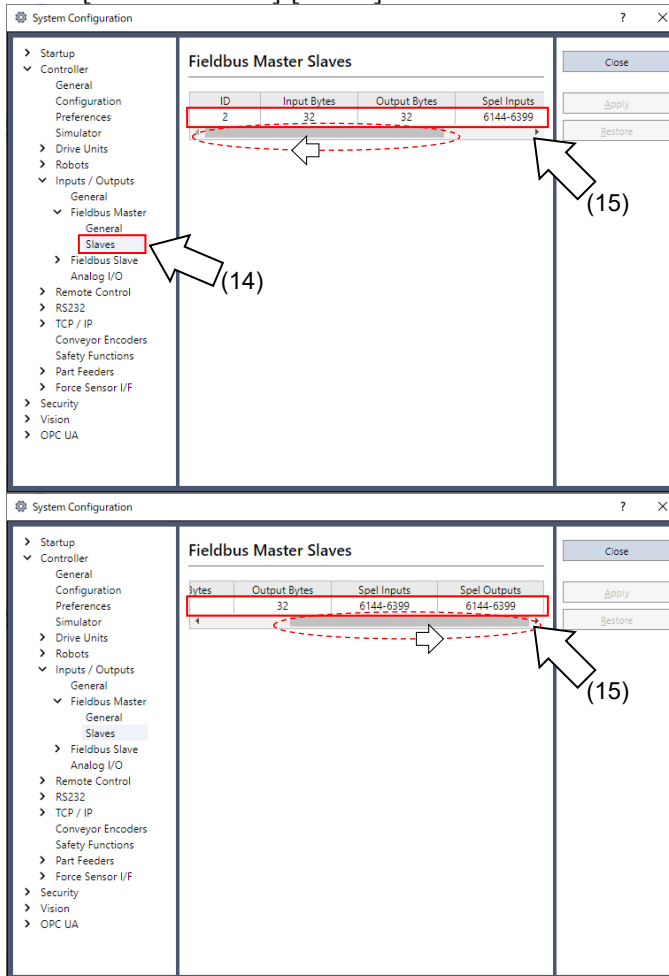 System Configuration ? ×
Startup
Controller
General
Configuration
Preferences
Simulator
Drive Units
Robots
Inputs / Outputs
General
Fieldbus Master
General
Slaves
Fieldbus Slave
Analog I/O
Remote Control
RS232
TCP / IP
Conveyor Encoders
Safety Functions
Part Feeders
Force Sensor I/F
Security
Vision
OPC UA
(14)
Fieldbus Master Slaves
ID Input Bytes Output Bytes Spel Inputs
2 32 32 6144-6399
(15)
Close
Apply
Restore
System Configuration ? ×
Startup
Controller
General
Configuration
Preferences
Simulator
Drive Units
Robots
Inputs / Outputs
General
Fieldbus Master
General
Slaves
Fieldbus Slave
Analog I/O
Remote Control
RS232
TCP / IP
Conveyor Encoders
Safety Functions
Part Feeders
Force Sensor I/F
Security
Vision
OPC UA
Fieldbus Master Slaves
Bytes Output Bytes Spel Inputs Spel Outputs
32 6144-6399 6144-6399
(15)
Close
Apply
Restore